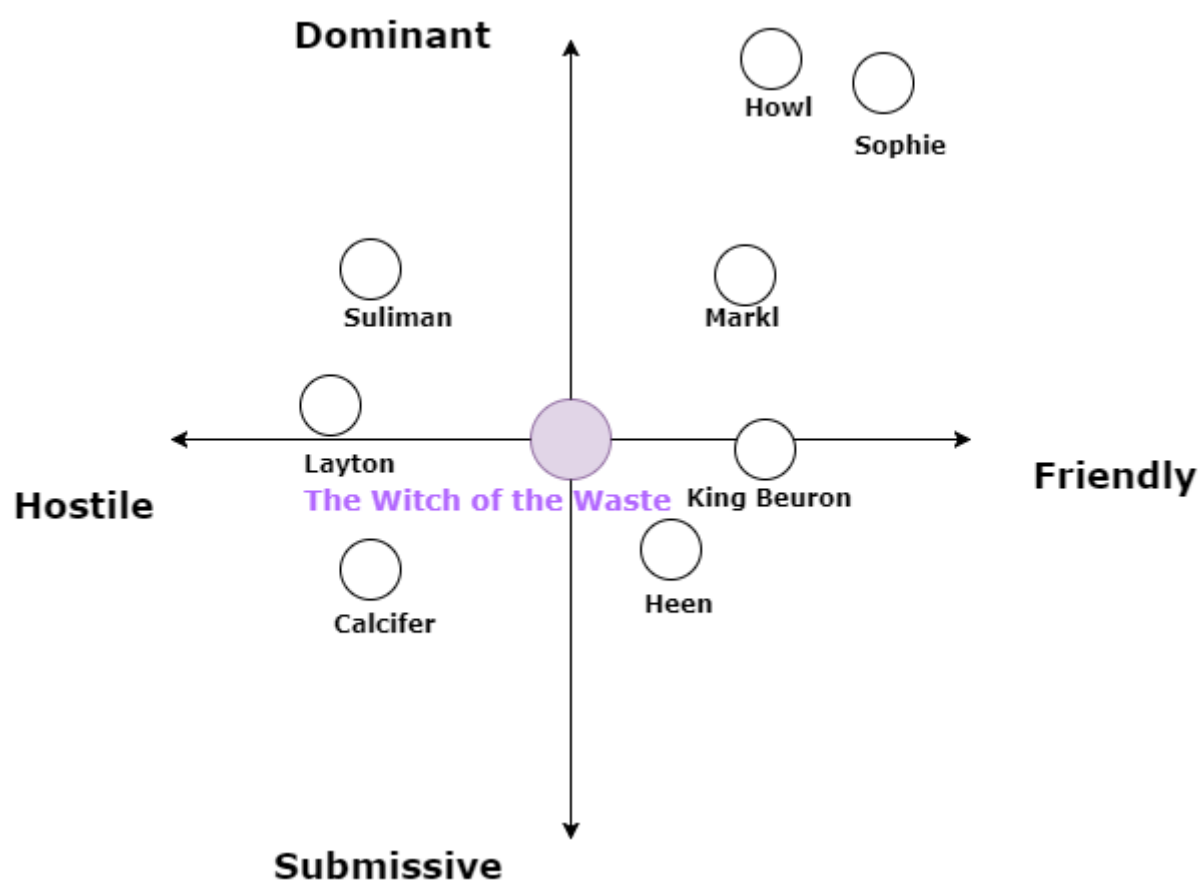 Dominant
Howl
Sophie
Suliman
Markl
Layton
Friendly
Hostile
The Witch of the Waste
King Beuron
Heen
Calcifer
Submissive